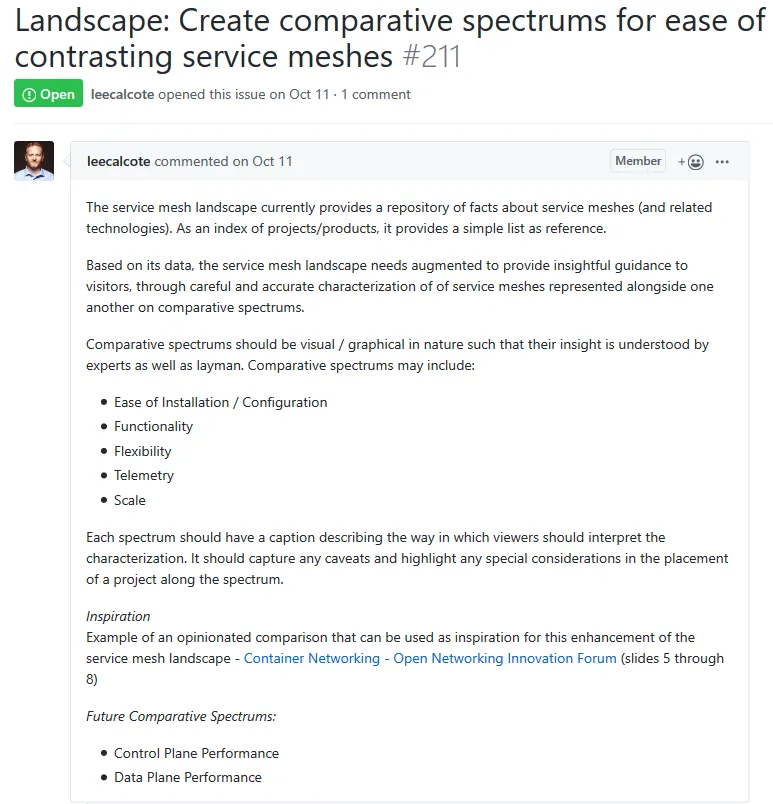 Landscape: Create comparative spectrums for ease of
contrasting service meshes #211
Open leecalcote opened this issue on Oct 11 · 1 comment
leecalcote commented on Oct 11 Member + ...
The service mesh landscape currently provides a repository of facts about service meshes (and related
technologies). As an index of projects/products, it provides a simple list as reference.
Based on its data, the service mesh landscape needs augmented to provide insightful guidance to
visitors, through careful and accurate characterization of of service meshes represented alongside one
another on comparative spectrums.
Comparative spectrums should be visual / graphical in nature such that their insight is understood by
experts as well as layman. Comparative spectrums may include:
• Ease of Installation / Configuration
• Functionality
• Flexibility
• Telemetry
• Scale
Each spectrum should have a caption describing the way in which viewers should interpret the
characterization. It should capture any caveats and highlight any special considerations in the placement
of a project along the spectrum.
Inspiration
Example of an opinionated comparison that can be used as inspiration for this enhancement of the
service mesh landscape - Container Networking - Open Networking Innovation Forum (slides 5 through
8)
Future Comparative Spectrums:
• Control Plane Performance
• Data Plane Performance